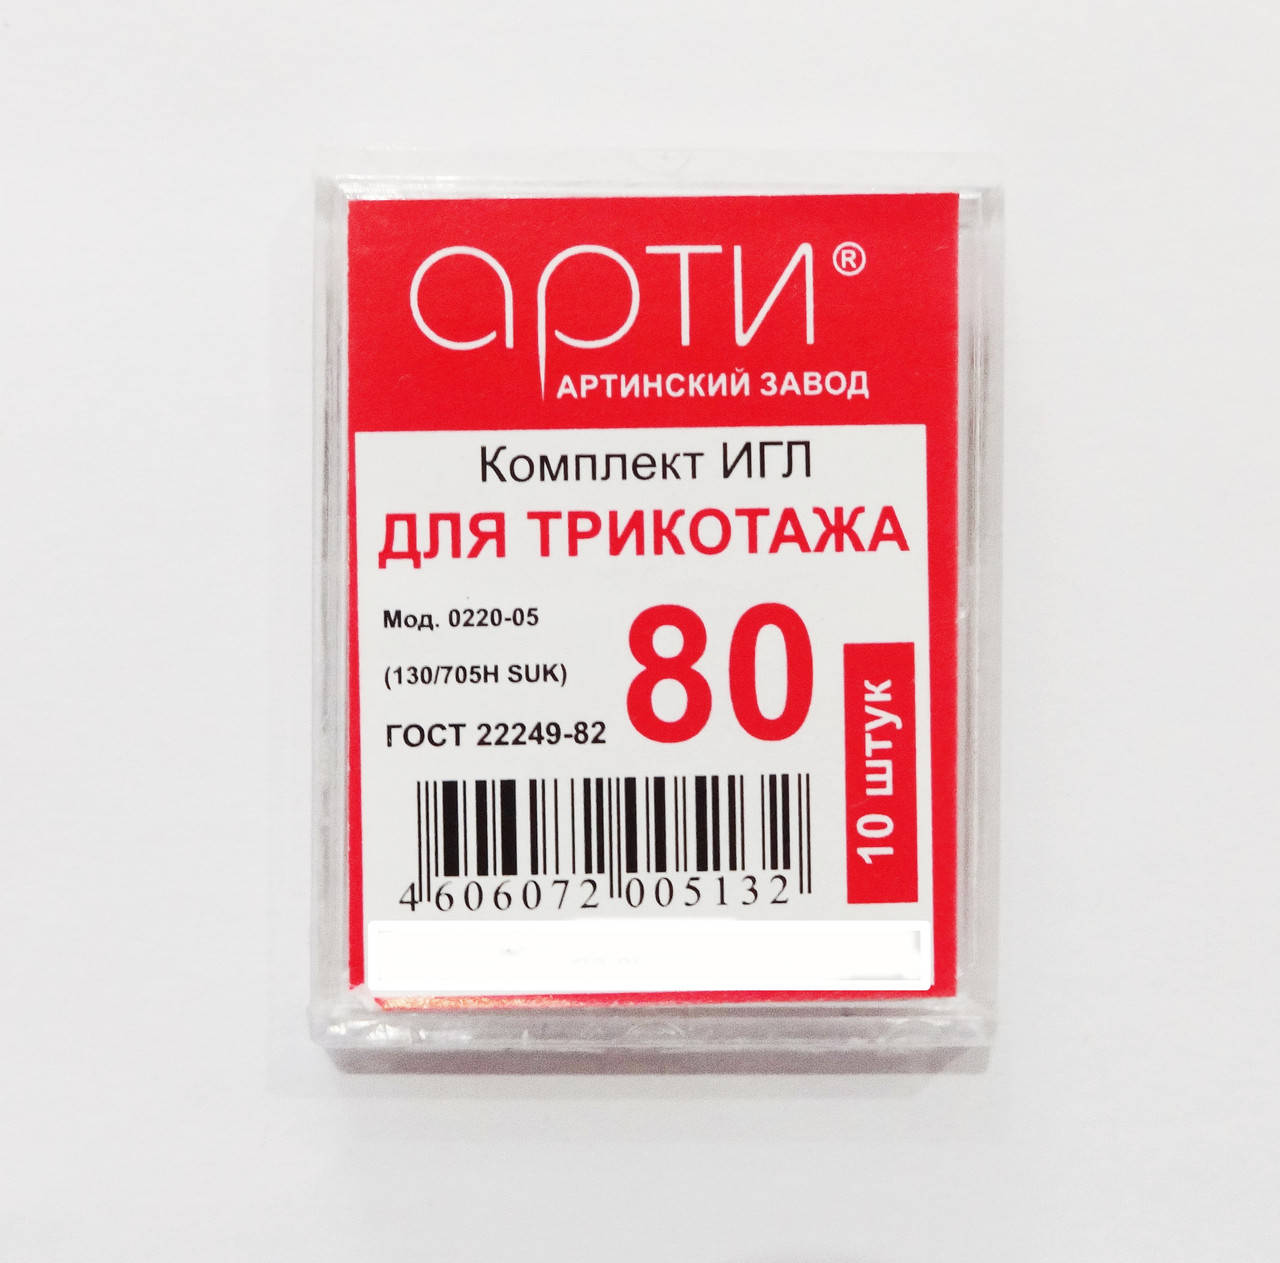 арти®
АРТИНСКИЙ ЗАВОД
Комплект ИГЛ
ДЛЯ ТРИКОТАЖА
Мод. 0220-05
(130/705H SUK)
ГОСТ 22249-82
80
10 штук
4 606072 005132